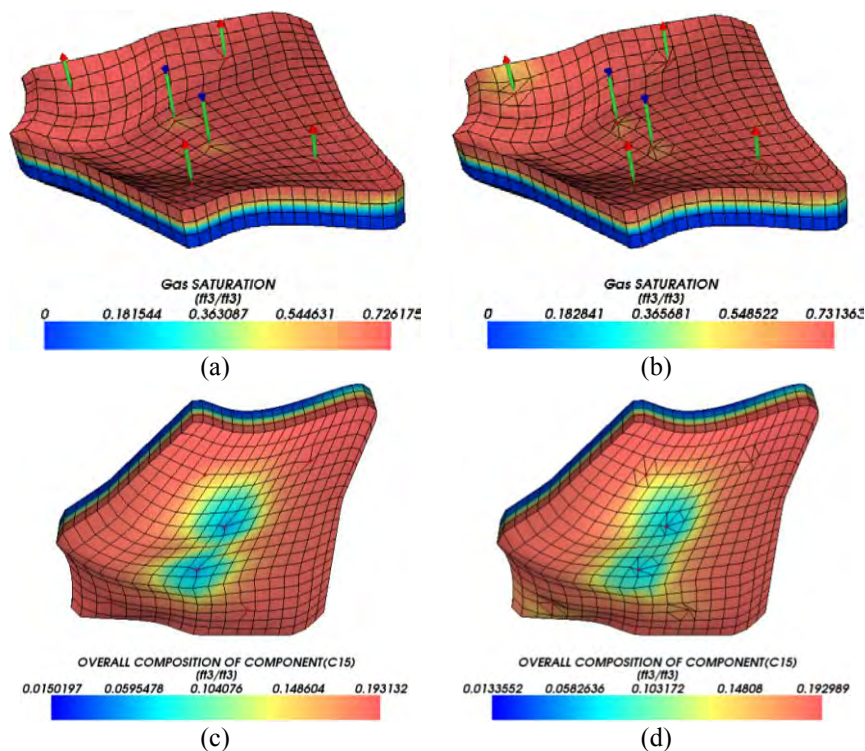 Gas SATURATION
(ft3/ft3)
0 0.181544 0.363087 0.544631 0.726175
(a)
Gas SATURATION
(ft3/ft3)
0 0.182841 0.365681 0.548522 0.731363
(b)
OVERALL COMPOSITION OF COMPONENT(C15)
(ft3/ft3)
0.0150197 0.0595478 0.104076 0.148604 0.193132
(c)
OVERALL COMPOSITION OF COMPONENT(C15)
(ft3/ft3)
0.0133552 0.0582636 0.103172 0.14808 0.192989
(d)